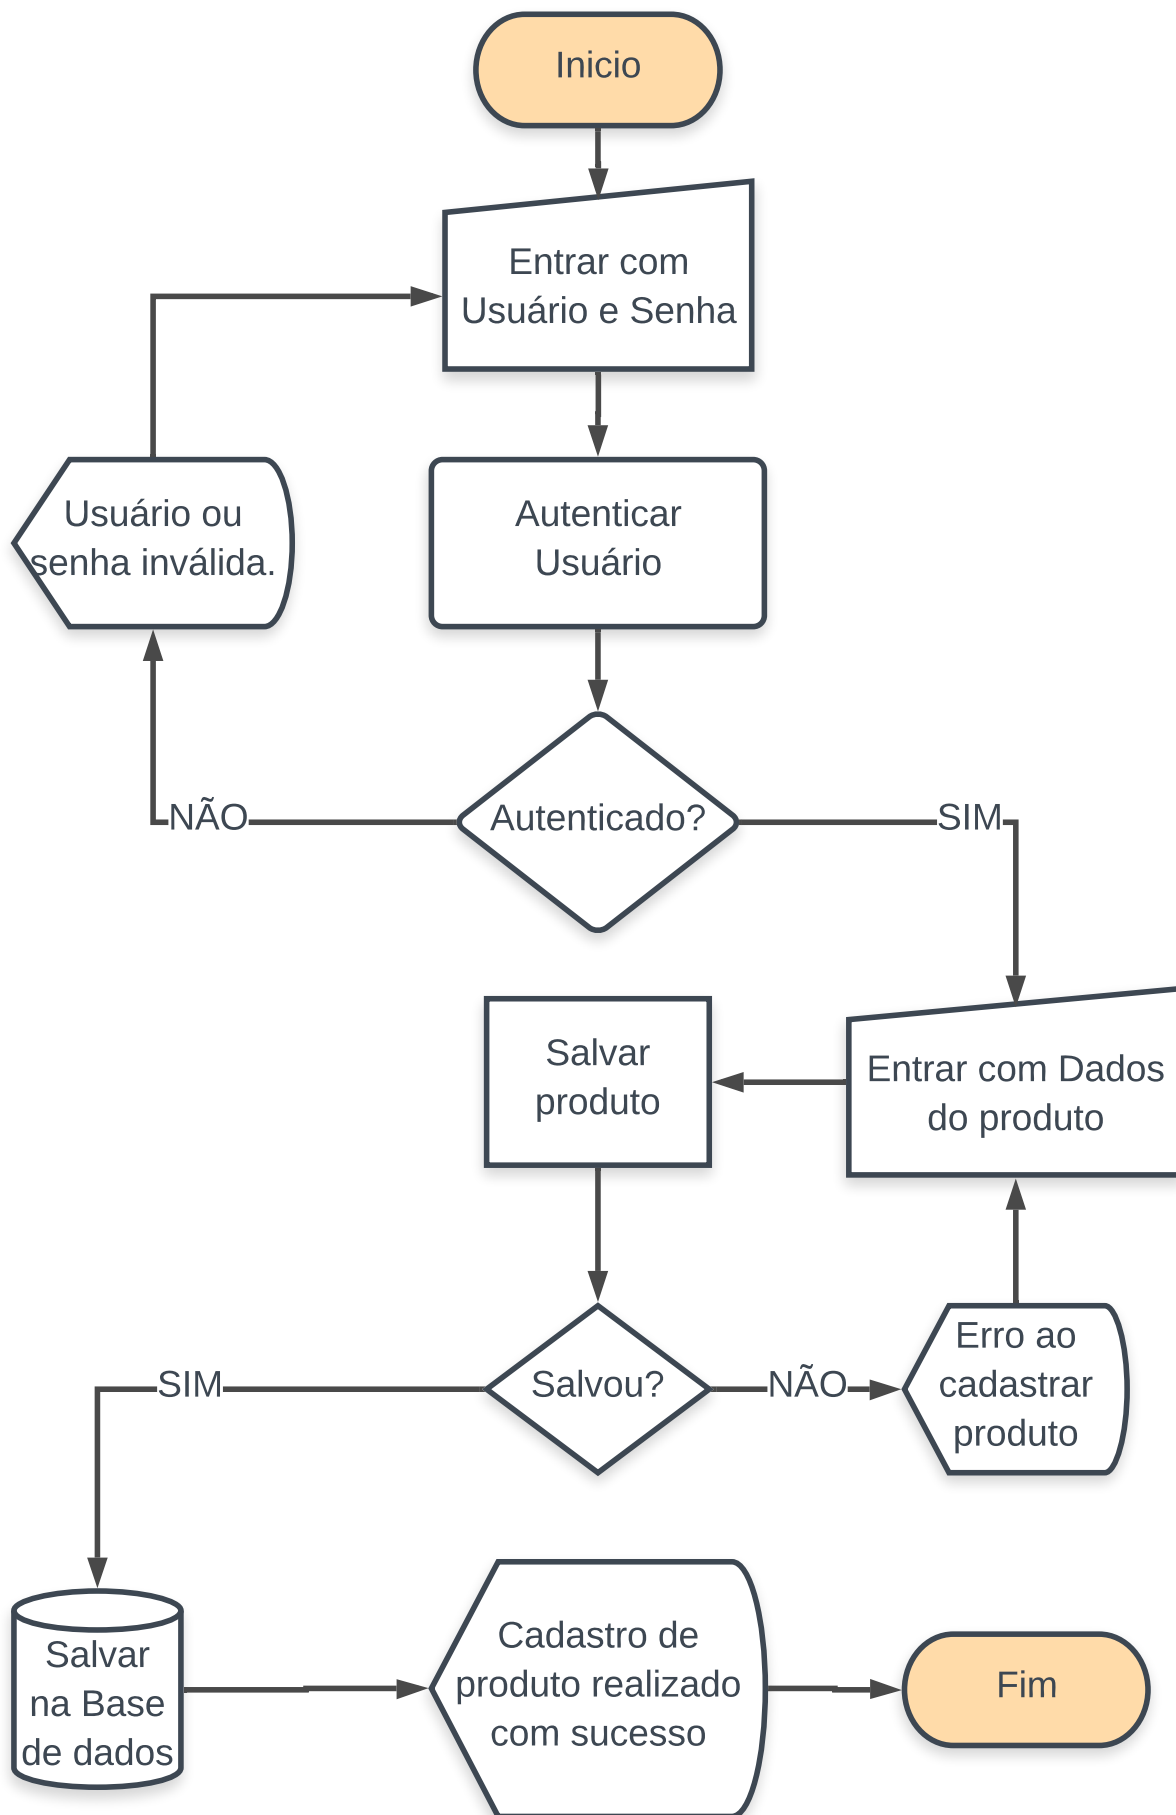 Inicio
Entrar com
Usuário e Senha
Usuário ou
senha inválida.
Autenticar
Usuário
NÃO
Autenticado?
SIM
Salvar
produto
Entrar com Dados
do produto
SIM
Salvou?
NÃO
Erro ao
cadastrar
produto
Salvar
na Base
de dados
Cadastro de
produto realizado
com sucesso
Fim